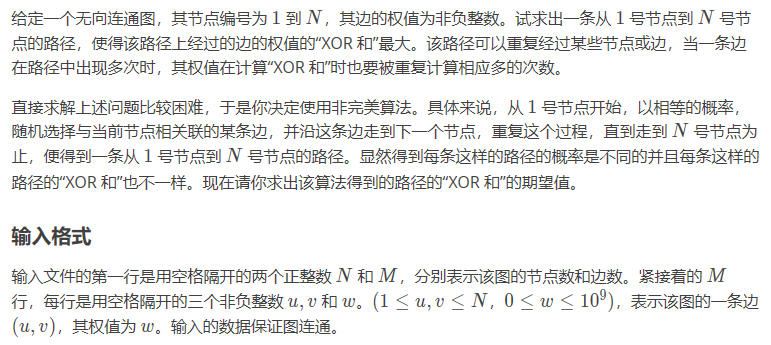 给定一个无向连通图，其节点编号为 1 到 N，其边的权值为非负整数。试求出一条从 1 号节点到 N 号节
点的路径，使得该路径上经过的边的权值的“XOR 和”最大。该路径可以重复经过某些节点或边，当一条边
在路径中出现多次时，其权值在计算“XOR 和”时也要被重复计算相应多的次数。
直接求解上述问题比较困难，于是你决定使用非完美算法。具体来说，从 1 号节点开始，以相等的概率，
随机选择与当前节点相关联的某条边，并沿这条边走到下一个节点，重复这个过程，直到走到 N 号节点为
止，便得到一条从 1 号节点到 N 号节点的路径。显然得到每条这样的路径的概率是不同的并且每条这样的
路径的“XOR 和”也不一样。现在请你求出该算法得到的路径的“XOR 和”的期望值。
输入格式
输入文件的第一行是用空格隔开的两个正整数 N 和 M，分别表示该图的节点数和边数。紧接着的 M
行，每行是用空格隔开的三个非负整数 u, v 和 w。(1 ≤ u, v ≤ N，0 ≤ w ≤ 10⁹)，表示该图的一条边
(u, v)，其权值为 w。输入的数据保证图连通。